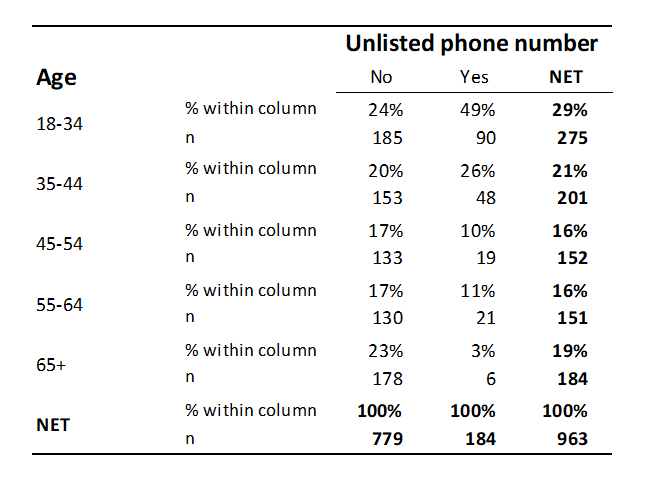 Unlisted phone number
Age No Yes NET
18-34 % within column 24% 49% 29%
n 185 90 275
35-44 % within column 20% 26% 21%
n 153 48 201
45-54 % within column 17% 10% 16%
n 133 19 152
55-64 % within column 17% 11% 16%
n 130 21 151
65+ % within column 23% 3% 19%
n 178 6 184
NET % within column 100% 100% 100%
n 779 184 963